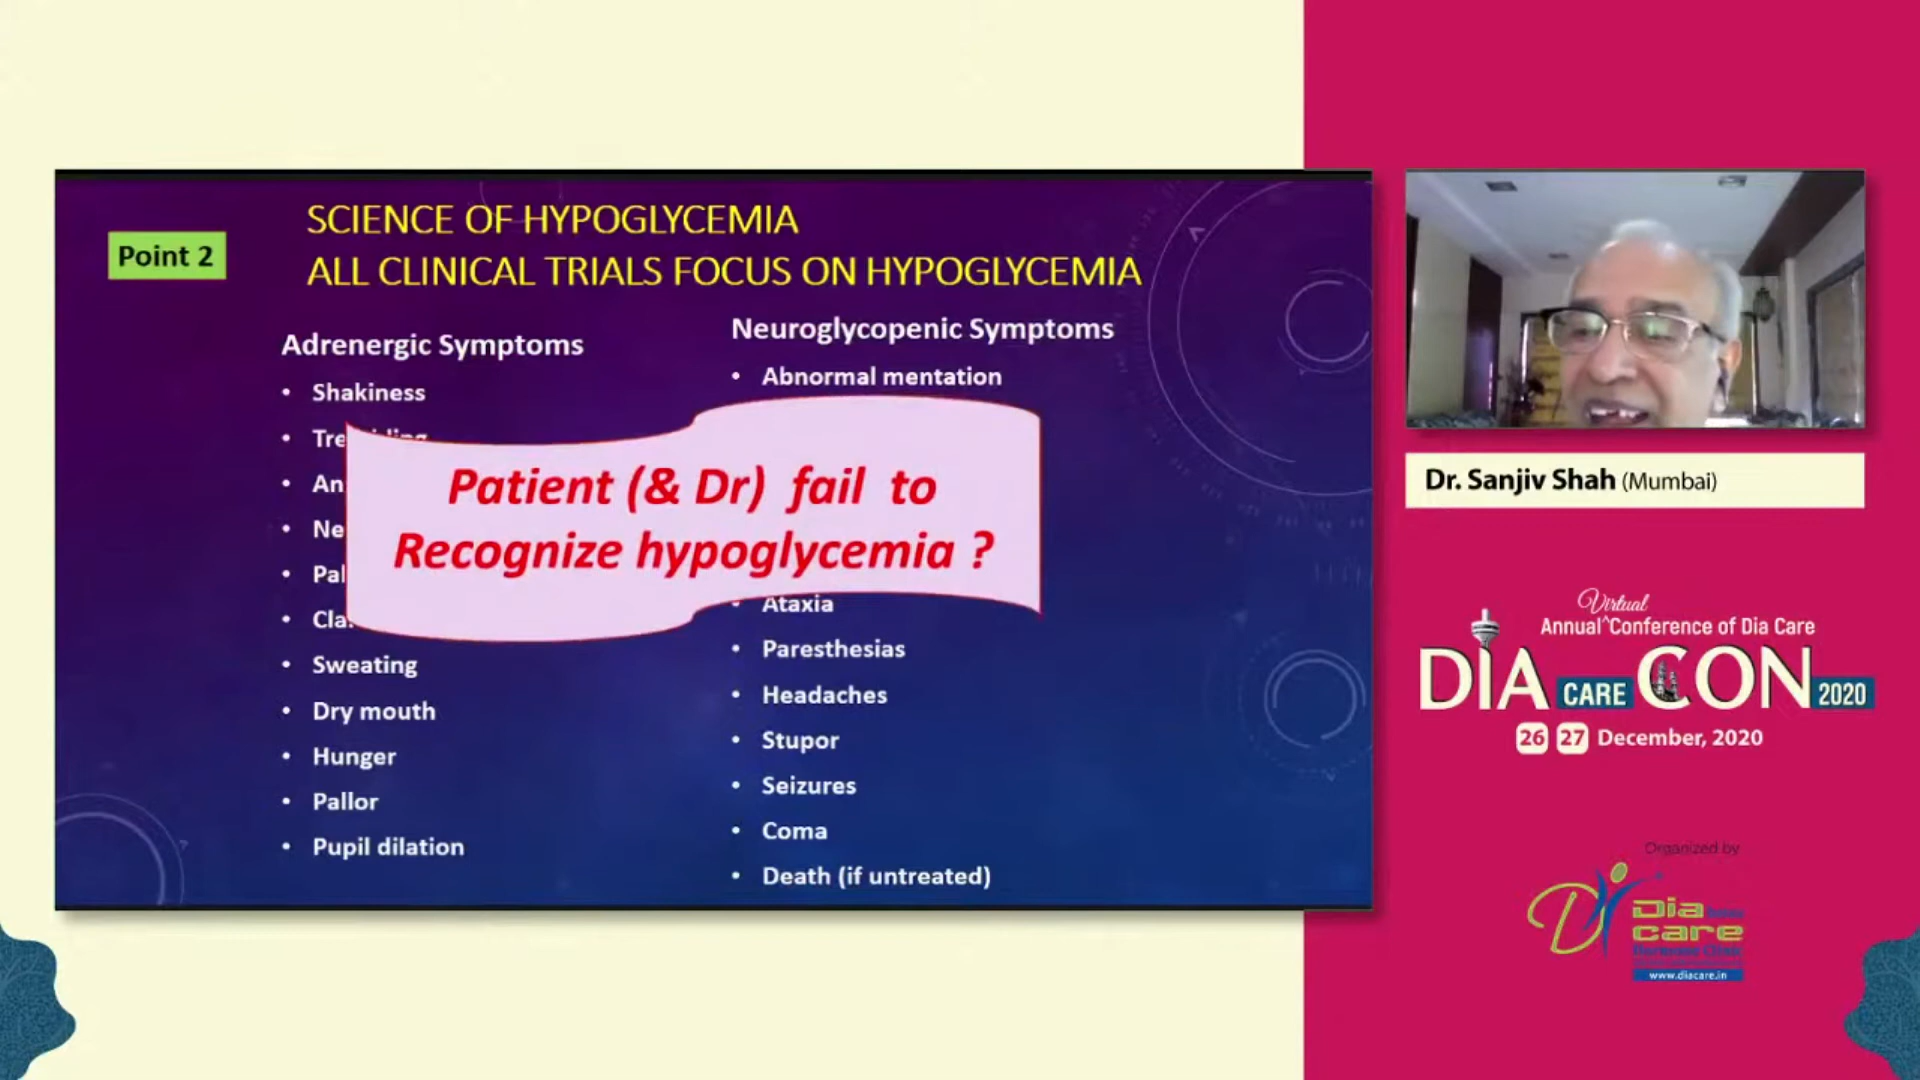 Point 2
SCIENCE OF HYPOGLYCEMIA
ALL CLINICAL TRIALS FOCUS ON HYPOGLYCEMIA
Adrenergic Symptoms
• Shakiness
• Sweating
• Dry mouth
• Hunger
• Pallor
• Pupil dilation
Neuroglycopenic Symptoms
• Abnormal mentation
• Ataxia
• Paresthesias
• Headaches
• Stupor
• Seizures
• Coma
• Death (if untreated)
Patient (& Dr) fail to
Recognize hypoglycemia ?
Dr. Sanjiv Shah (Mumbai)
Virtual
Annual ^ Conference of Dia Care
DIA CARE CON 2020
26 27 December, 2020
Organized by
Dia
care
www.diacare.in